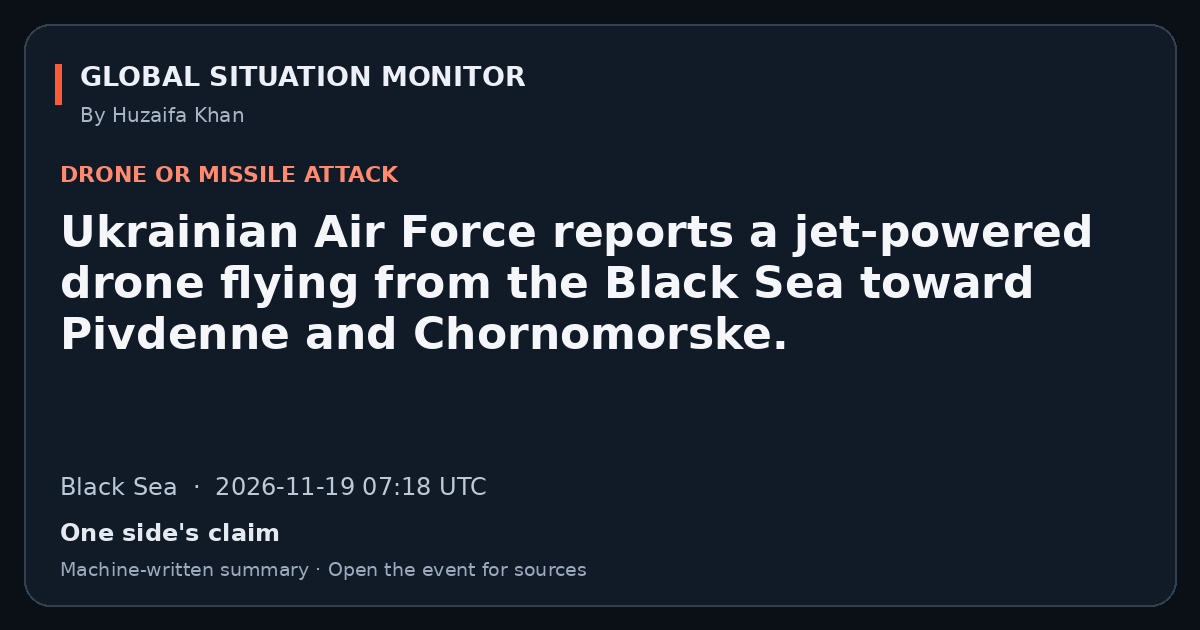 GLOBAL SITUATION MONITOR
By Huzaifa Khan
DRONE OR MISSILE ATTACK
Ukrainian Air Force reports a jet-powered
drone flying from the Black Sea toward
Pivdenne and Chornomorske.
Black Sea · 2026-11-19 07:18 UTC
One side's claim
Machine-written summary · Open the event for sources